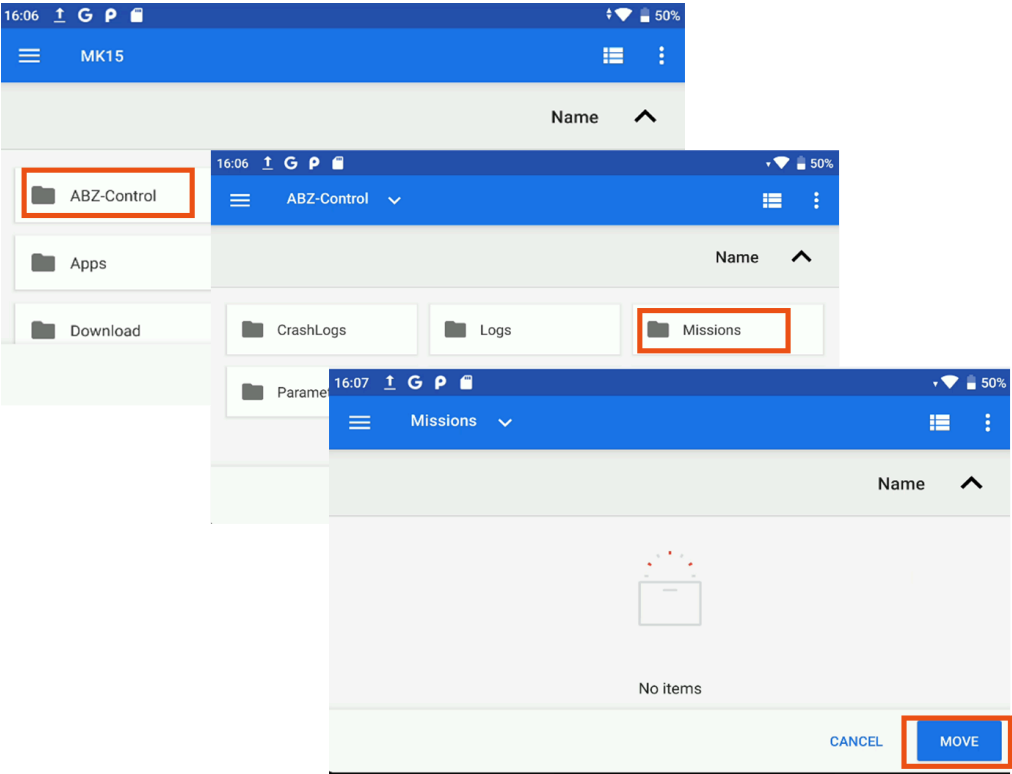 16:06 G P 50%
MK15
Name
ABZ-Control
Apps
Download
16:06 G P 50%
ABZ-Control
Name
CrashLogs Logs Missions
Paramet
16:07 G P 50%
Missions
Name
No items
CANCEL MOVE